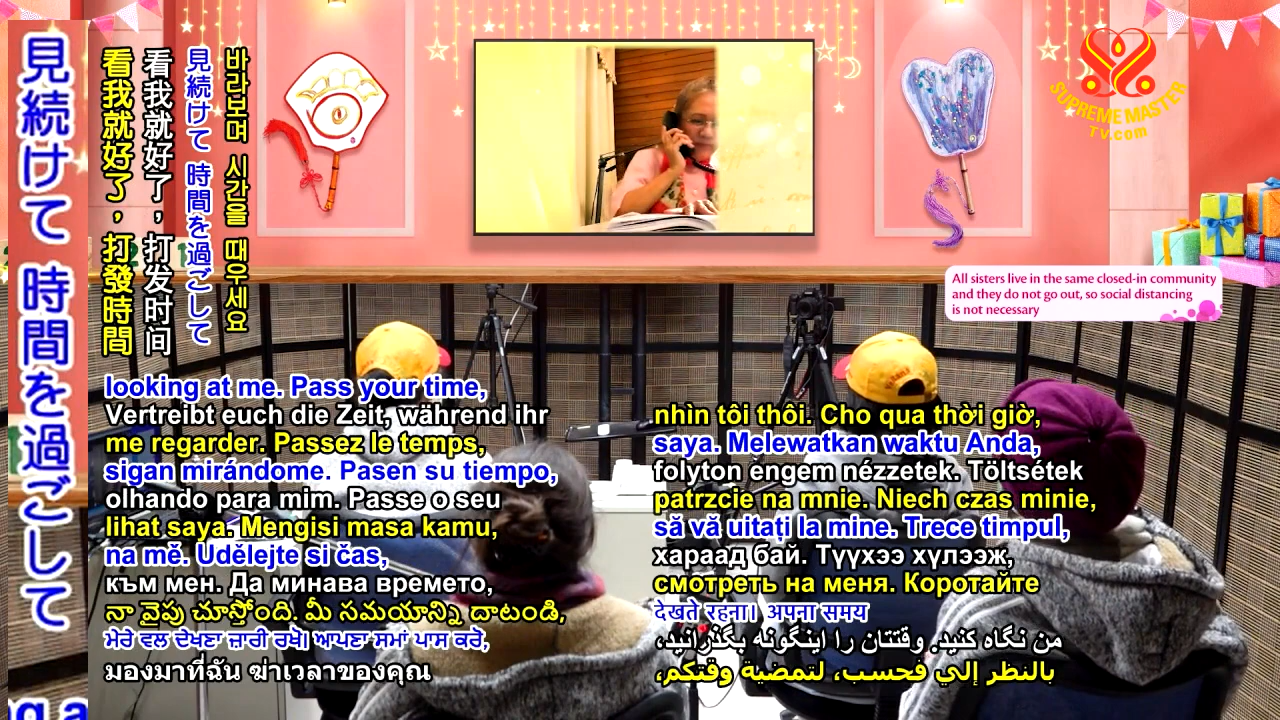 見続けて 時間を過ごして
看我就好了，打發時間
看我就好了，打发时间
見続けて 時間を過ごして
바라보며 시간을 때우세요
SUPREME MASTER
TV.com
All sisters live in the same closed-in community
and they do not go out, so social distancing
is not necessary
looking at me. Pass your time,
Vertreibt euch die Zeit, während ihr
me regarder. Passez le temps,
sigan mirándome. Pasen su tiempo,
olhando para mim. Passe o seu
lihat saya. Mengisi masa kamu,
na mě. Udělejte si čas,
към мен. Да минава времето,
నా వైపు చూస్తోంది. మీ సమయాన్ని దాటండి,
ਮੇਰੇ ਵਲ ਦੇਖਣਾ ਜ਼ਾਰੀ ਰਖੋ। ਆਪਣਾ ਸਮਾਂ ਪਾਸ ਕਰੋ,
มองมาที่ฉัน ฆ่าเวลาของคุณ
nhìn tôi thôi. Cho qua thời giờ,
saya. Melewatkan waktu Anda,
folyton engem nézzetek. Töltsétek
patrzcie na mnie. Niech czas minie,
să vă uitați la mine. Trece timpul,
хараад бай. Түүхээ хүлээж,
смотреть на меня. Коротайте
देखते रहना। अपना समय
من نگاه کنید. وقتتان را اینگونه بگذرانید،
بالنظر إلي فحسب، لتمضية وقتكم،